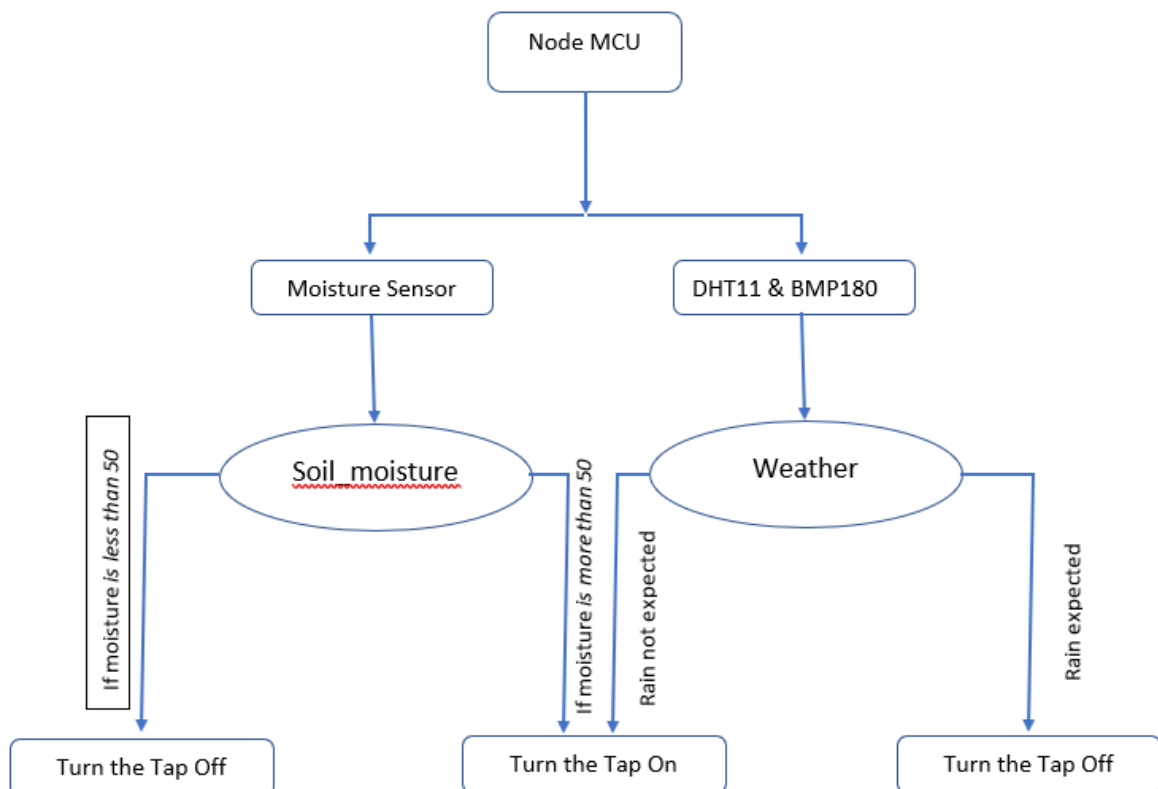 Node MCU
Moisture Sensor
DHT11 & BMP180
Soil_moisture
Weather
If moisture is less than 50
If moisture is more than 50
Rain not expected
Rain expected
Turn the Tap Off
Turn the Tap On
Turn the Tap Off